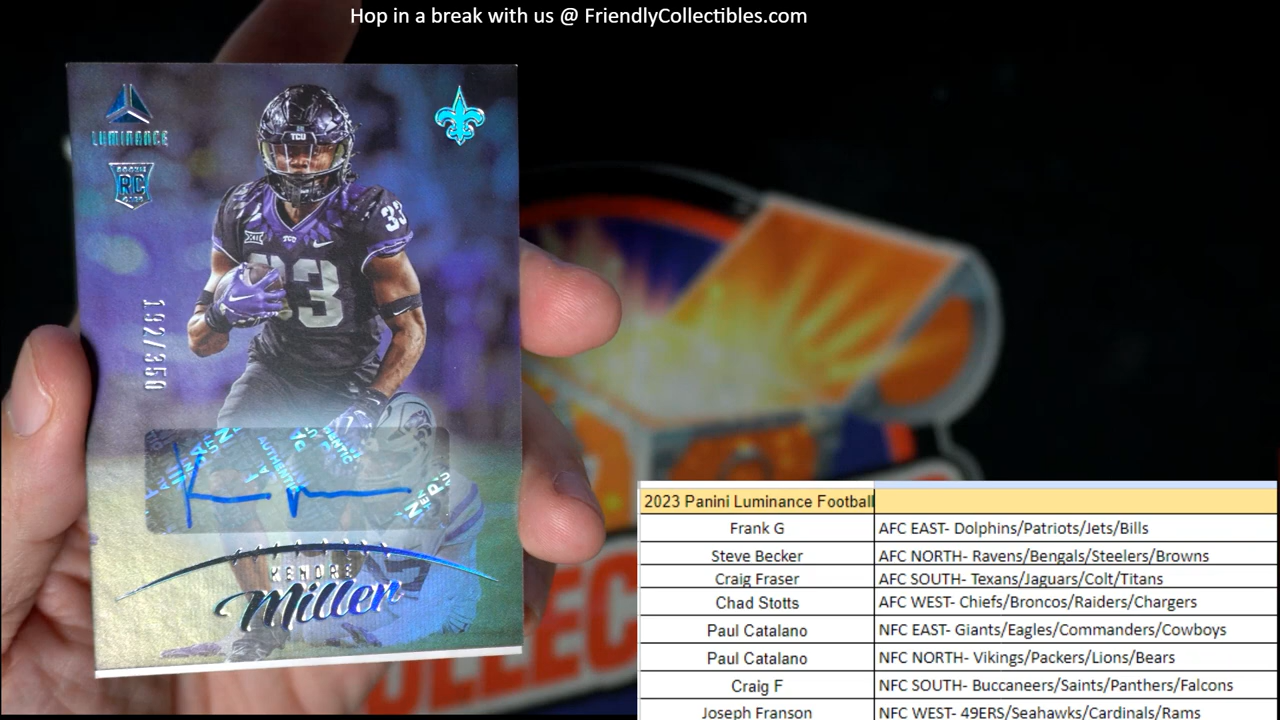 Hop in a break with us @ FriendlyCollectibles.com
LUMINANCE
ROOKIE
RC
TCU
33
TCU
33
192/350
AUTHENTIC
KENDRE
Miller
2023 Panini Luminance Football
Frank G AFC EAST- Dolphins/Patriots/Jets/Bills
Steve Becker AFC NORTH- Ravens/Bengals/Steelers/Browns
Craig Fraser AFC SOUTH- Texans/Jaguars/Colt/Titans
Chad Stotts AFC WEST- Chiefs/Broncos/Raiders/Chargers
Paul Catalano NFC EAST- Giants/Eagles/Commanders/Cowboys
Paul Catalano NFC NORTH- Vikings/Packers/Lions/Bears
Craig F NFC SOUTH- Buccaneers/Saints/Panthers/Falcons
Joseph Franson NFC WEST- 49ERS/Seahawks/Cardinals/Rams